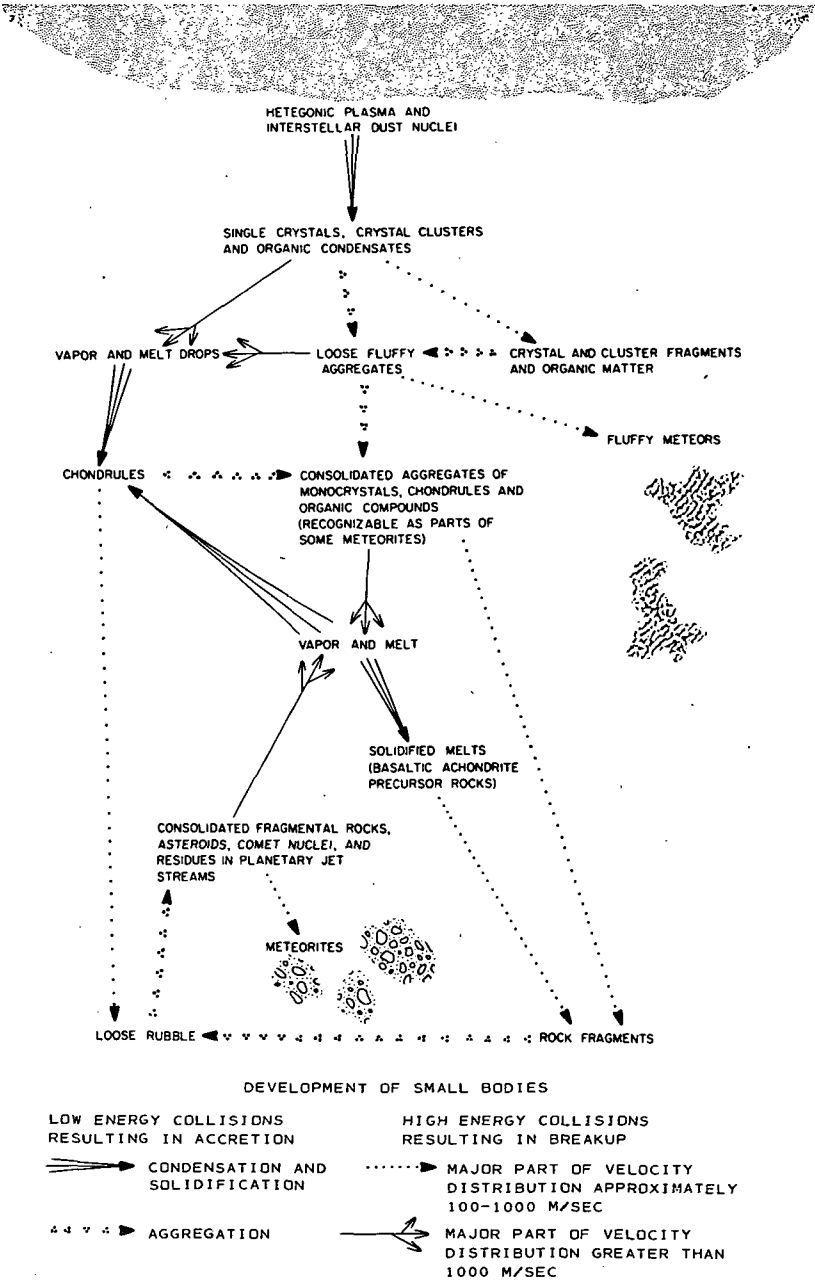 HETEGONIC PLASMA AND
INTERSTELLAR DUST NUCLEI
SINGLE CRYSTALS, CRYSTAL CLUSTERS
AND ORGANIC CONDENSATES
VAPOR AND MELT DROPS
LOOSE FLUFFY
AGGREGATES
CRYSTAL AND CLUSTER FRAGMENTS
AND ORGANIC MATTER
FLUFFY METEORS
CHONDRULES
CONSOLIDATED AGGREGATES OF
MONOCRYSTALS, CHONDRULES AND
ORGANIC COMPOUNDS
(RECOGNIZABLE AS PARTS OF
SOME METEORITES)
VAPOR AND MELT
SOLIDIFIED MELTS
(BASALTIC ACHONDRITE
PRECURSOR ROCKS)
CONSOLIDATED FRAGMENTAL ROCKS,
ASTEROIDS, COMET NUCLEI, AND
RESIDUES IN PLANETARY JET
STREAMS
METEORITES
LOOSE RUBBLE
ROCK FRAGMENTS
DEVELOPMENT OF SMALL BODIES
LOW ENERGY COLLISIONS
RESULTING IN ACCRETION
CONDENSATION AND
SOLIDIFICATION
AGGREGATION
HIGH ENERGY COLLISIONS
RESULTING IN BREAKUP
MAJOR PART OF VELOCITY
DISTRIBUTION APPROXIMATELY
100-1000 M/SEC
MAJOR PART OF VELOCITY
DISTRIBUTION GREATER THAN
1000 M/SEC